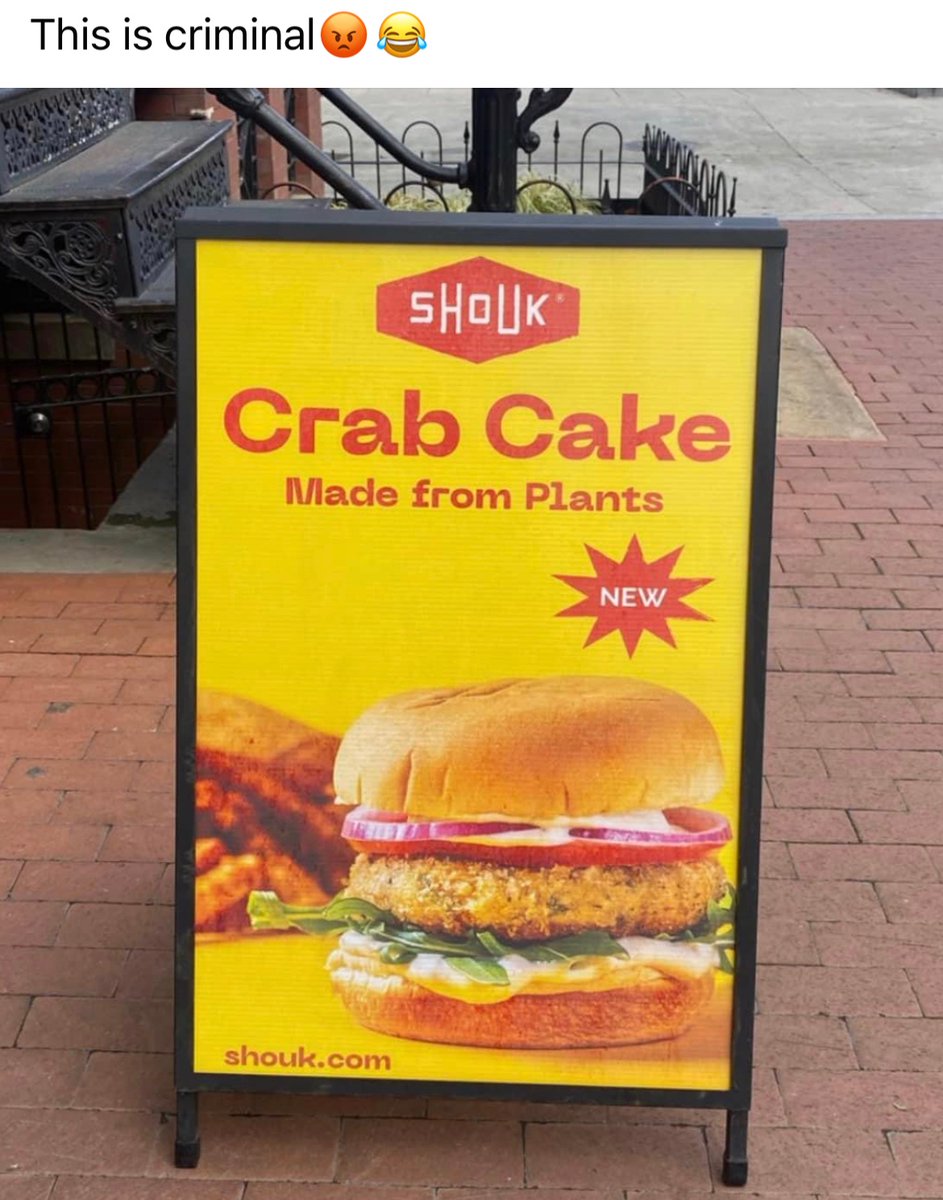 This is criminal😡😂
SHOUK®
Crab Cake
Made from Plants
NEW
shouk.com